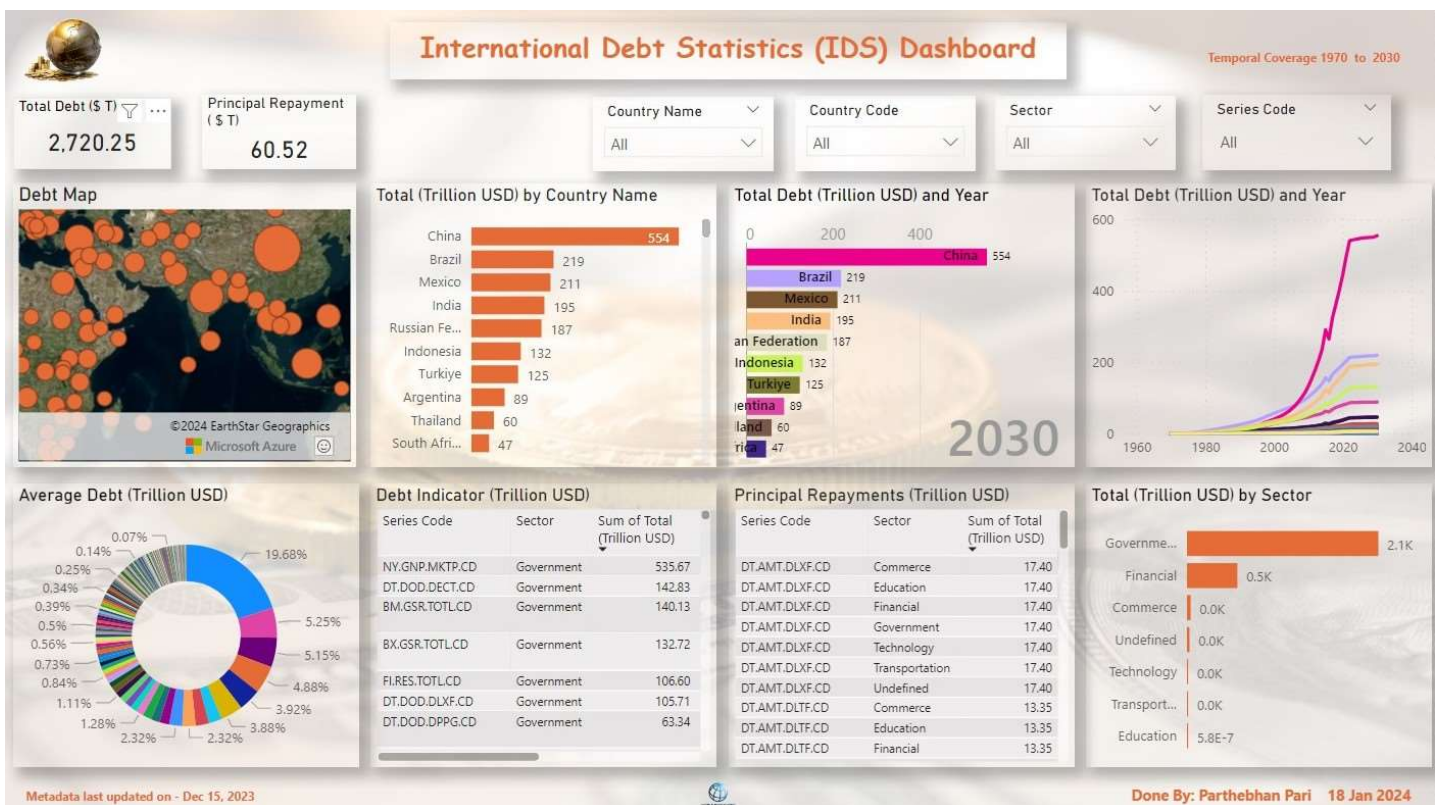 International Debt Statistics (IDS) Dashboard
Temporal Coverage 1970 to 2030
Total Debt ($ T)
2,720.25
Principal Repayment
( $ T)
60.52
Country Name
All
Country Code
All
Sector
All
Series Code
All
Debt Map
©2024 EarthStar Geographics
Microsoft Azure
Total (Trillion USD) by Country Name
China 554
Brazil 219
Mexico 211
India 195
Russian Fe... 187
Indonesia 132
Turkiye 125
Argentina 89
Thailand 60
South Afri... 47
Total Debt (Trillion USD) and Year
0 200 400
China 554
Brazil 219
Mexico 211
India 195
an Federation 187
Indonesia 132
Turkiye 125
entina 89
land 60
rica 47
2030
Total Debt (Trillion USD) and Year
600
400
200
0
1960 1980 2000 2020 2040
Average Debt (Trillion USD)
19.68%
5.25%
5.15%
4.88%
3.92%
3.88%
2.32%
2.32%
1.28%
1.11%
0.84%
0.73%
0.56%
0.5%
0.39%
0.34%
0.25%
0.14%
0.07%
Debt Indicator (Trillion USD)
Series Code Sector Sum of Total
(Trillion USD)
NY.GNP.MKTP.CD Government 535.67
DT.DOD.DECT.CD Government 142.83
BM.GSR.TOTL.CD Government 140.13
BX.GSR.TOTL.CD Government 132.72
FI.RES.TOTL.CD Government 106.60
DT.DOD.DLXF.CD Government 105.71
DT.DOD.DPPG.CD Government 63.34
Principal Repayments (Trillion USD)
Series Code Sector Sum of Total
(Trillion USD)
DT.AMT.DLXF.CD Commerce 17.40
DT.AMT.DLXF.CD Education 17.40
DT.AMT.DLXF.CD Financial 17.40
DT.AMT.DLXF.CD Government 17.40
DT.AMT.DLXF.CD Technology 17.40
DT.AMT.DLXF.CD Transportation 17.40
DT.AMT.DLXF.CD Undefined 17.40
DT.AMT.DLTF.CD Commerce 13.35
DT.AMT.DLTF.CD Education 13.35
DT.AMT.DLTF.CD Financial 13.35
Total (Trillion USD) by Sector
Governme... 2.1K
Financial 0.5K
Commerce 0.0K
Undefined 0.0K
Technology 0.0K
Transport... 0.0K
Education 5.8E-7
Metadata last updated on - Dec 15, 2023
Done By: Parthebhan Pari 18 Jan 2024